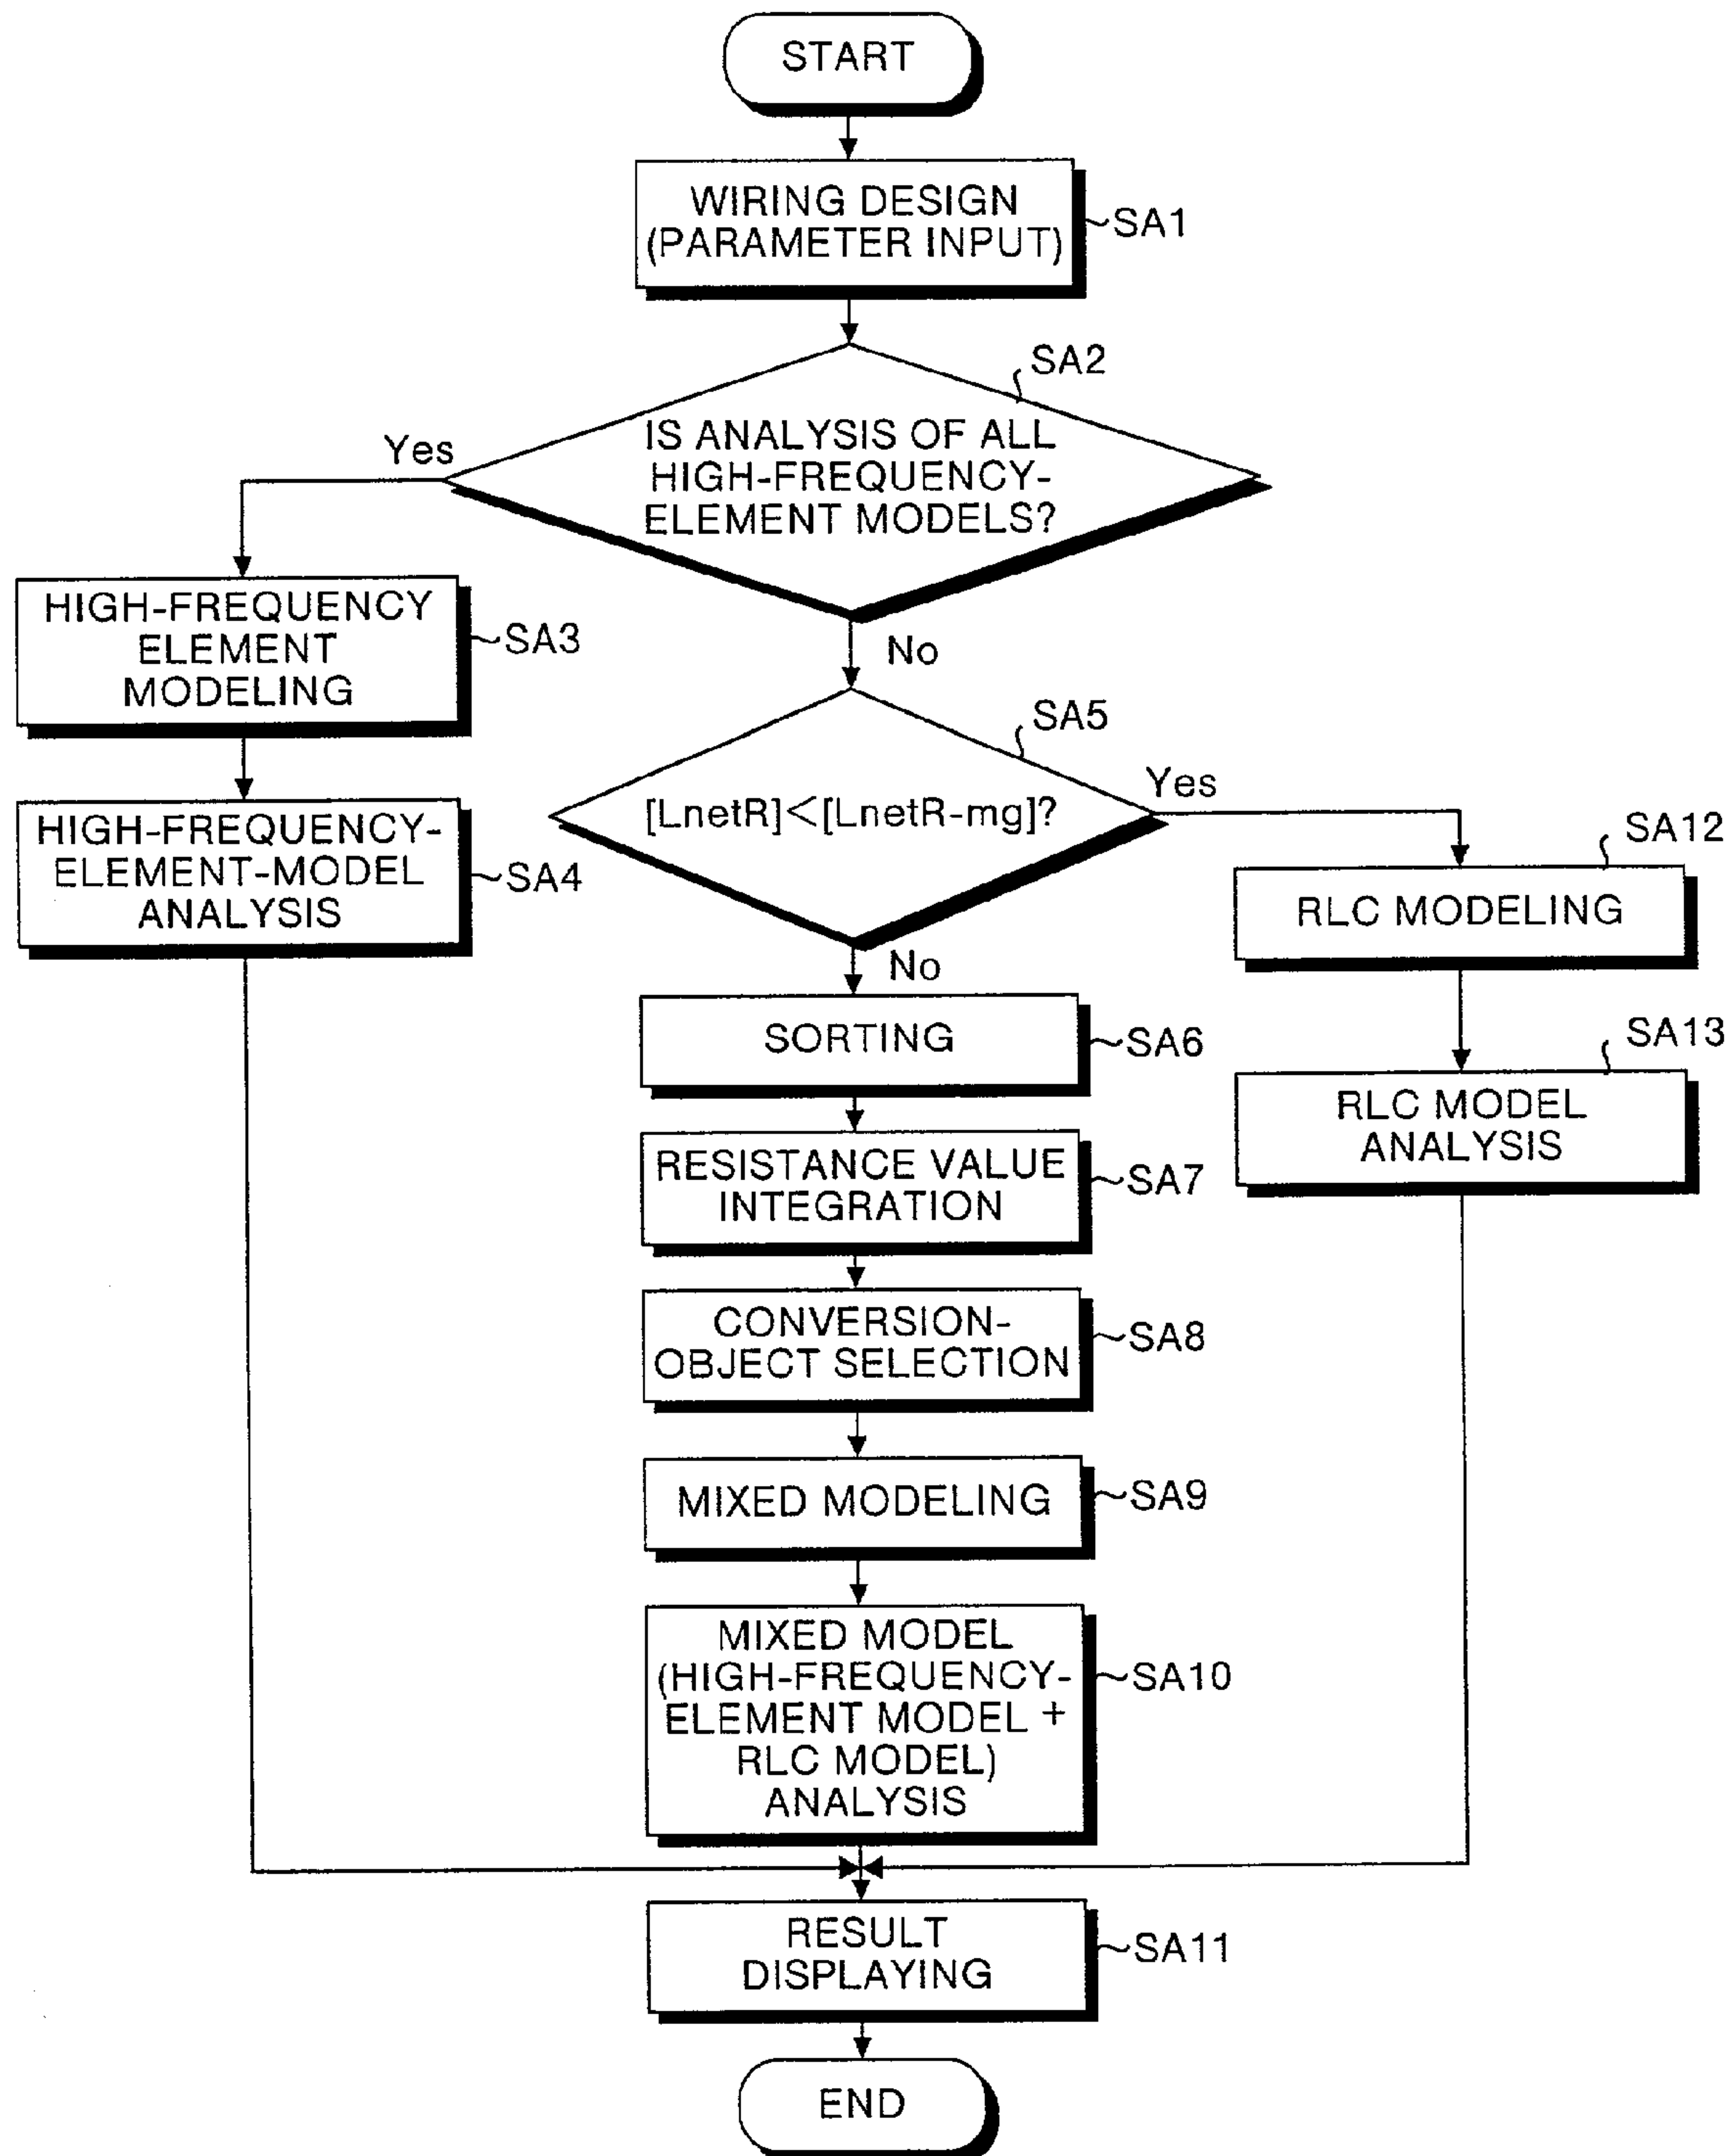 START
WIRING DESIGN
(PARAMETER INPUT)
SA1
SA2
IS ANALYSIS OF ALL
HIGH-FREQUENCY-
ELEMENT MODELS?
Yes
No
HIGH-FREQUENCY
ELEMENT
MODELING
SA3
HIGH-FREQUENCY-
ELEMENT-MODEL
ANALYSIS
SA4
SA5
[LnetR]<[LnetR-mg]?
Yes
No
SA12
RLC MODELING
SA13
RLC MODEL
ANALYSIS
SORTING
SA6
RESISTANCE VALUE
INTEGRATION
SA7
CONVERSION-
OBJECT SELECTION
SA8
MIXED MODELING
SA9
MIXED MODEL
(HIGH-FREQUENCY-
ELEMENT MODEL +
RLC MODEL)
ANALYSIS
SA10
RESULT
DISPLAYING
SA11
END